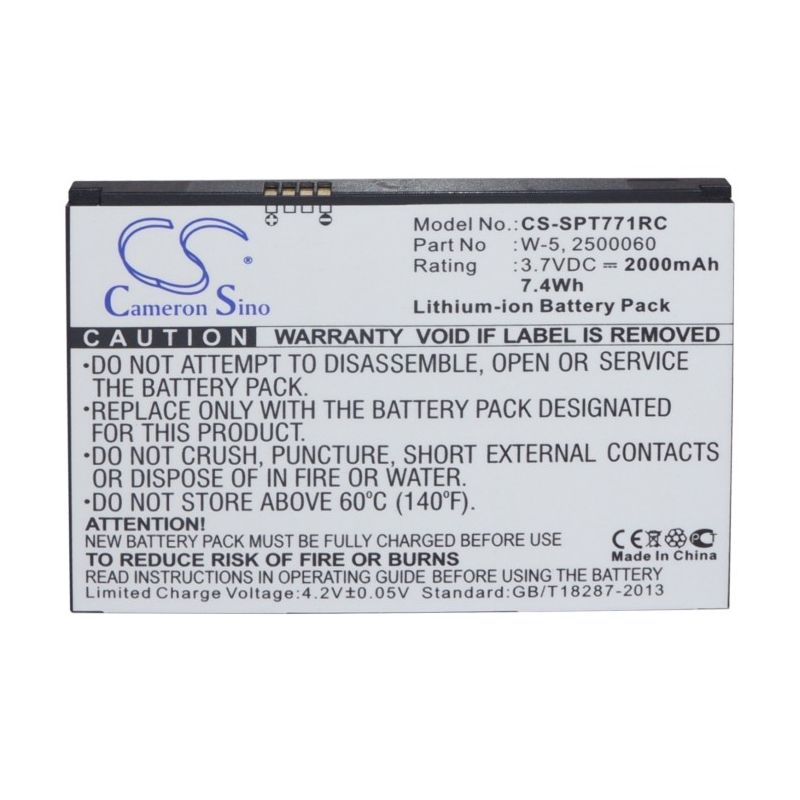 CS
Cameron Sino
Model No.: CS-SPT771RC
Part No : W-5, 2500060
Rating : 3.7VDC ⎓ 2000mAh
7.4Wh
Lithium-ion Battery Pack
CAUTION WARRANTY VOID IF LABEL IS REMOVED
•DO NOT ATTEMPT TO DISASSEMBLE, OPEN OR SERVICE
THE BATTERY PACK.
•REPLACE ONLY WITH THE BATTERY PACK DESIGNATED
FOR THIS PRODUCT.
•DO NOT CRUSH, PUNCTURE, SHORT EXTERNAL CONTACTS
OR DISPOSE OF IN FIRE OR WATER.
•DO NOT STORE ABOVE 60°C (140°F).
ATTENTION!
NEW BATTERY PACK MUST BE FULLY CHARGED BEFORE USE.
TO REDUCE RISK OF FIRE OR BURNS
READ INSTRUCTIONS IN OPERATING GUIDE BEFORE USE.
Limited Charge Voltage:4.2V±0.05V Standard:GB/T18287-2013
CE
Made In China